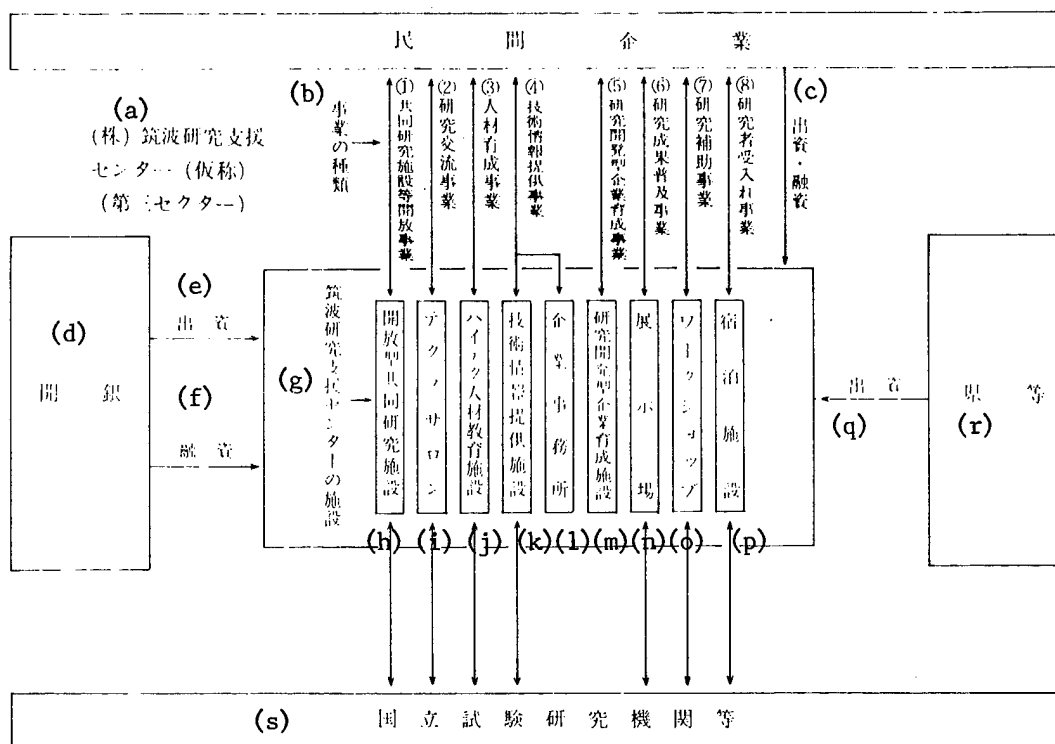 民間企業
(a)
(株)筑波研究支援
センター(仮称)
(第三セクター)
(b)
事業の種類
①共同研究施設等開放事業
②研究交流事業
③人材育成事業
④技術情報提供事業
⑤研究開発型企業育成事業
⑥研究成果普及事業
⑦研究補助事業
⑧研究者受入れ事業
(c)
出資・融資
(d)
開銀
(e)
出資
(f)
融資
(g)
筑波研究支援センターの施設
開放型共同研究施設
テクノサロン
ハイテク人材教育施設
技術情報提供施設
企業事務所
研究開発型企業育成施設
展示場
ワークショップ
宿泊施設
(h) (i) (j) (k) (l) (m) (n) (o) (p)
出資
(q)
県等
(r)
(s)
国立試験研究機関等